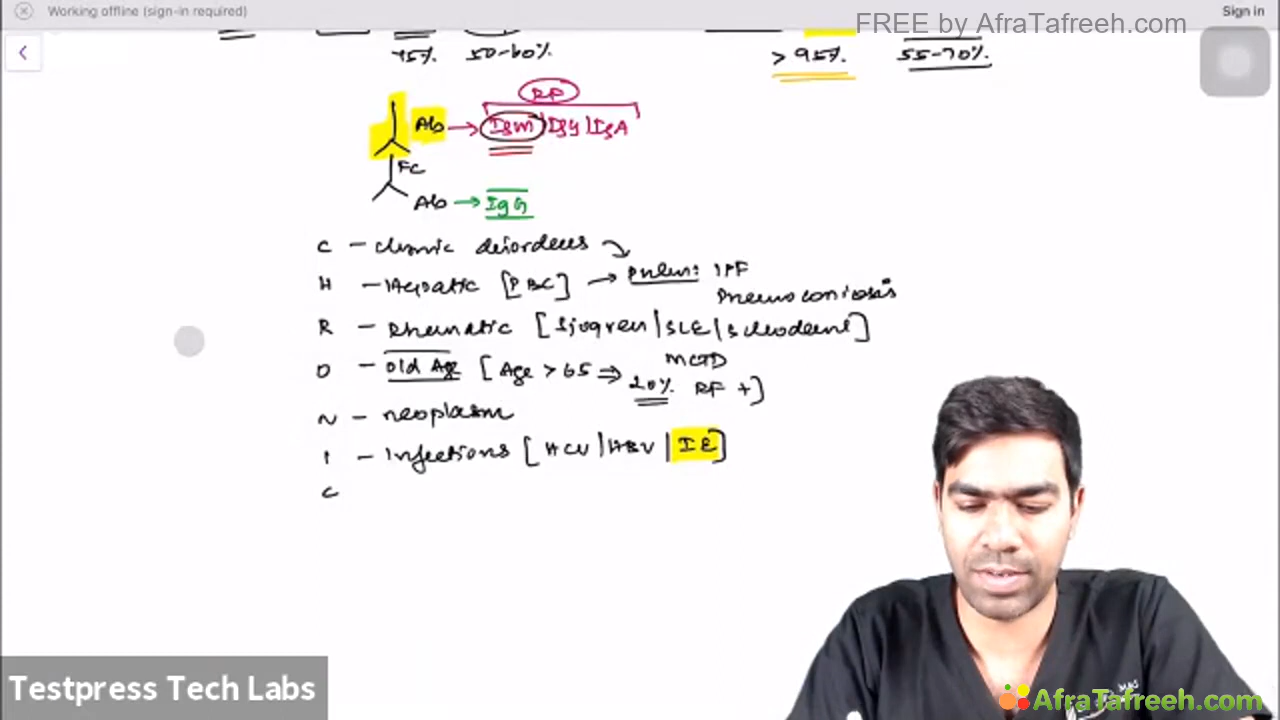 Working offline (sign-in required)
FREE by AfraTafreeh.com
Sign in
75% 50-60%
> 95% 55-70%
RF
Ab → IgM | IgG | IgA
FC
Ab → IgG
C - chronic disorders
H - Hepatic [PBC] → Pulm: IPF
Pneumoconiosis
R - Rheumatic [Sjogren | SLE | Scleroderma]
MCTD
O - Old Age [Age > 65 ⇒ 20% RF +]
N - neoplasm
I - Infections [HCV | HBV | IE]
C
Testpress Tech Labs
AfraTafreeh.com